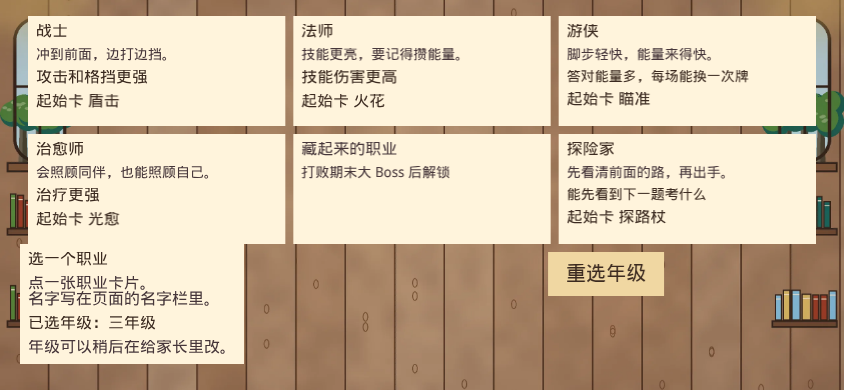 战士
冲到前面，边打边挡。
攻击和格挡更强
起始卡 盾击
法师
技能更亮，要记得攒能量。
技能伤害更高
起始卡 火花
游侠
脚步轻快，能量来得快。
答对能量多，每场能换一次牌
起始卡 瞄准
治愈师
会照顾同伴，也能照顾自己。
治疗更强
起始卡 光愈
藏起来的职业
打败期末大 Boss 后解锁
探险家
先看清前面的路，再出手。
能先看到下一题考什么
起始卡 探路杖
选一个职业
点一张职业卡片。
名字写在页面的名字栏里。
已选年级：三年级
年级可以稍后在给家长里改。
重选年级